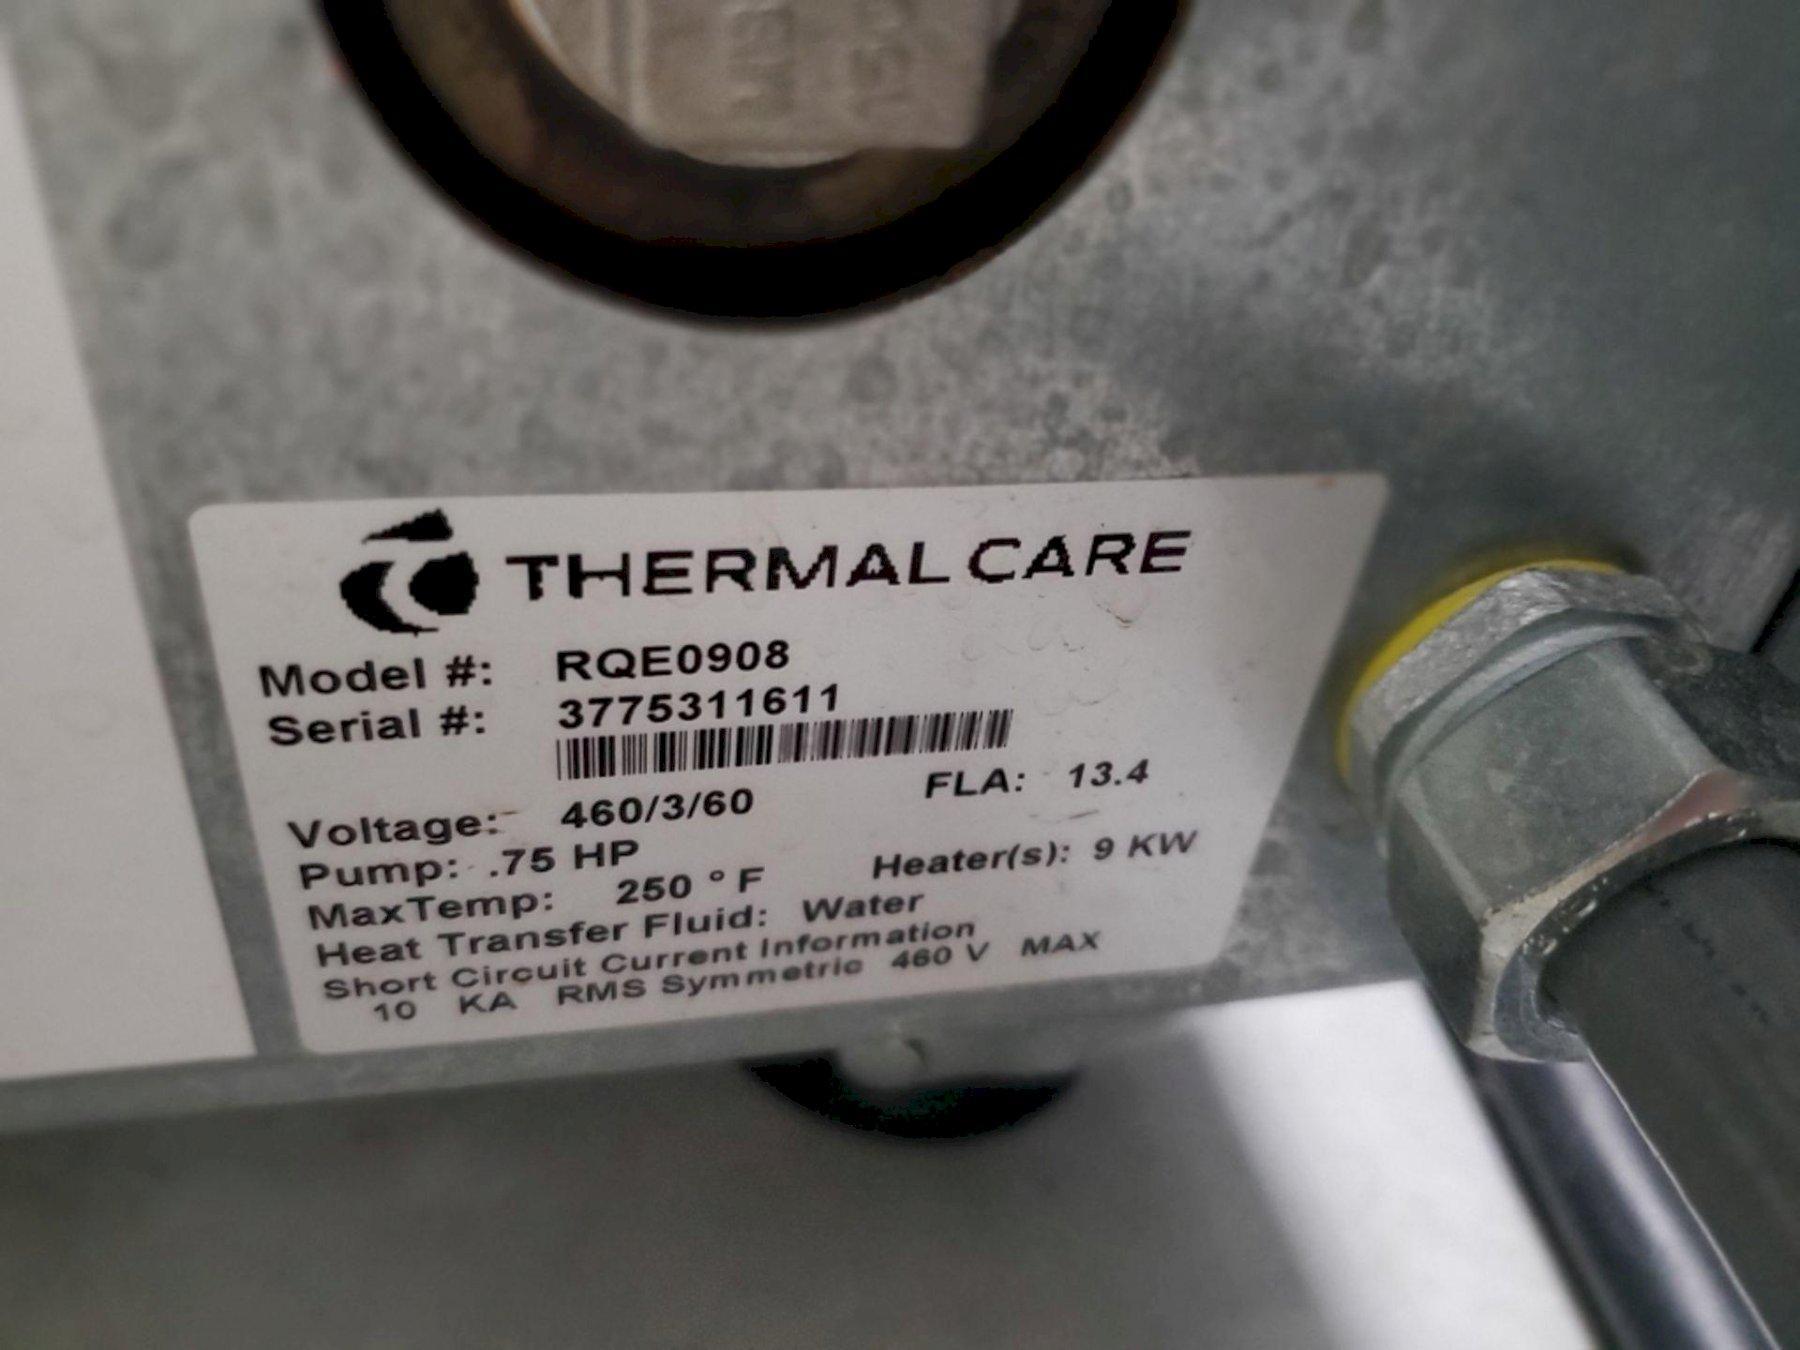 THERMAL CARE
Model #: RQE0908
Serial #: 3775311611
Voltage: 460/3/60 FLA: 13.4
Pump: .75 HP
MaxTemp: 250 °F Heater(s): 9 KW
Heat Transfer Fluid: Water
Short Circuit Current Information
10 KA RMS Symmetric 460 V MAX